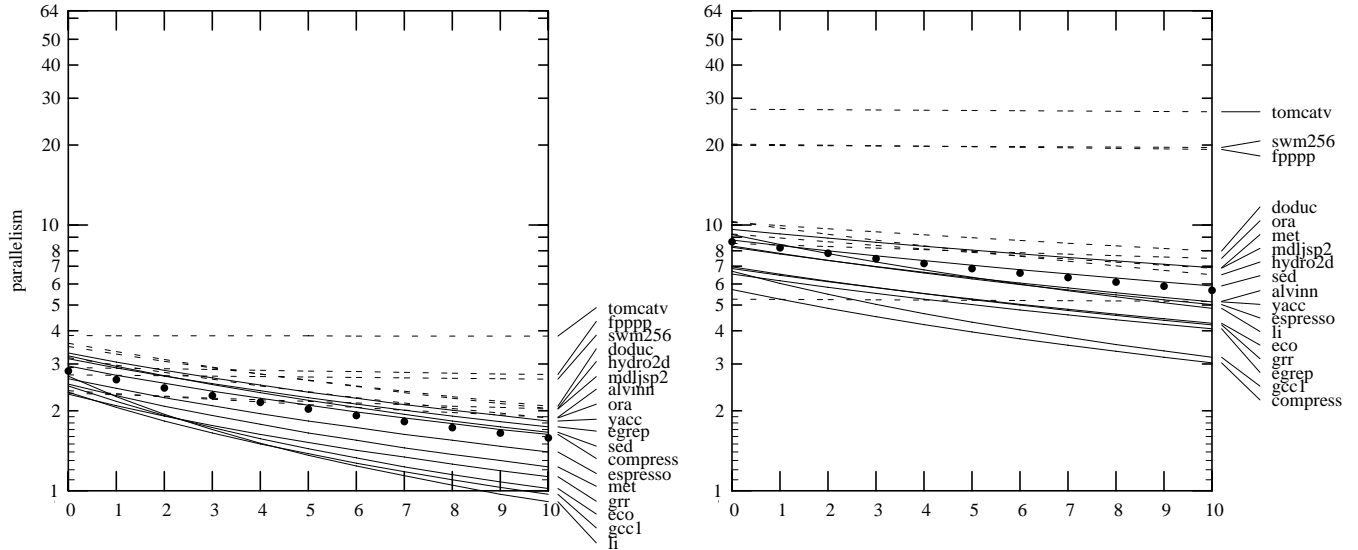 64
50
40
30
20
10
8
7
6
5
4
3
2
1
parallelism
0 1 2 3 4 5 6 7 8 9 10
tomcatv
fpppp
swm256
doduc
hydro2d
mdljsp2
alvinn
ora
yacc
egrep
sed
compress
espresso
met
grr
eco
gcc1
li
64
50
40
30
20
10
8
7
6
5
4
3
2
1
0 1 2 3 4 5 6 7 8 9 10
tomcatv
swm256
fpppp
doduc
ora
met
mdljsp2
hydro2d
sed
alvinn
yacc
espresso
li
eco
grr
egrep
gcc1
compress